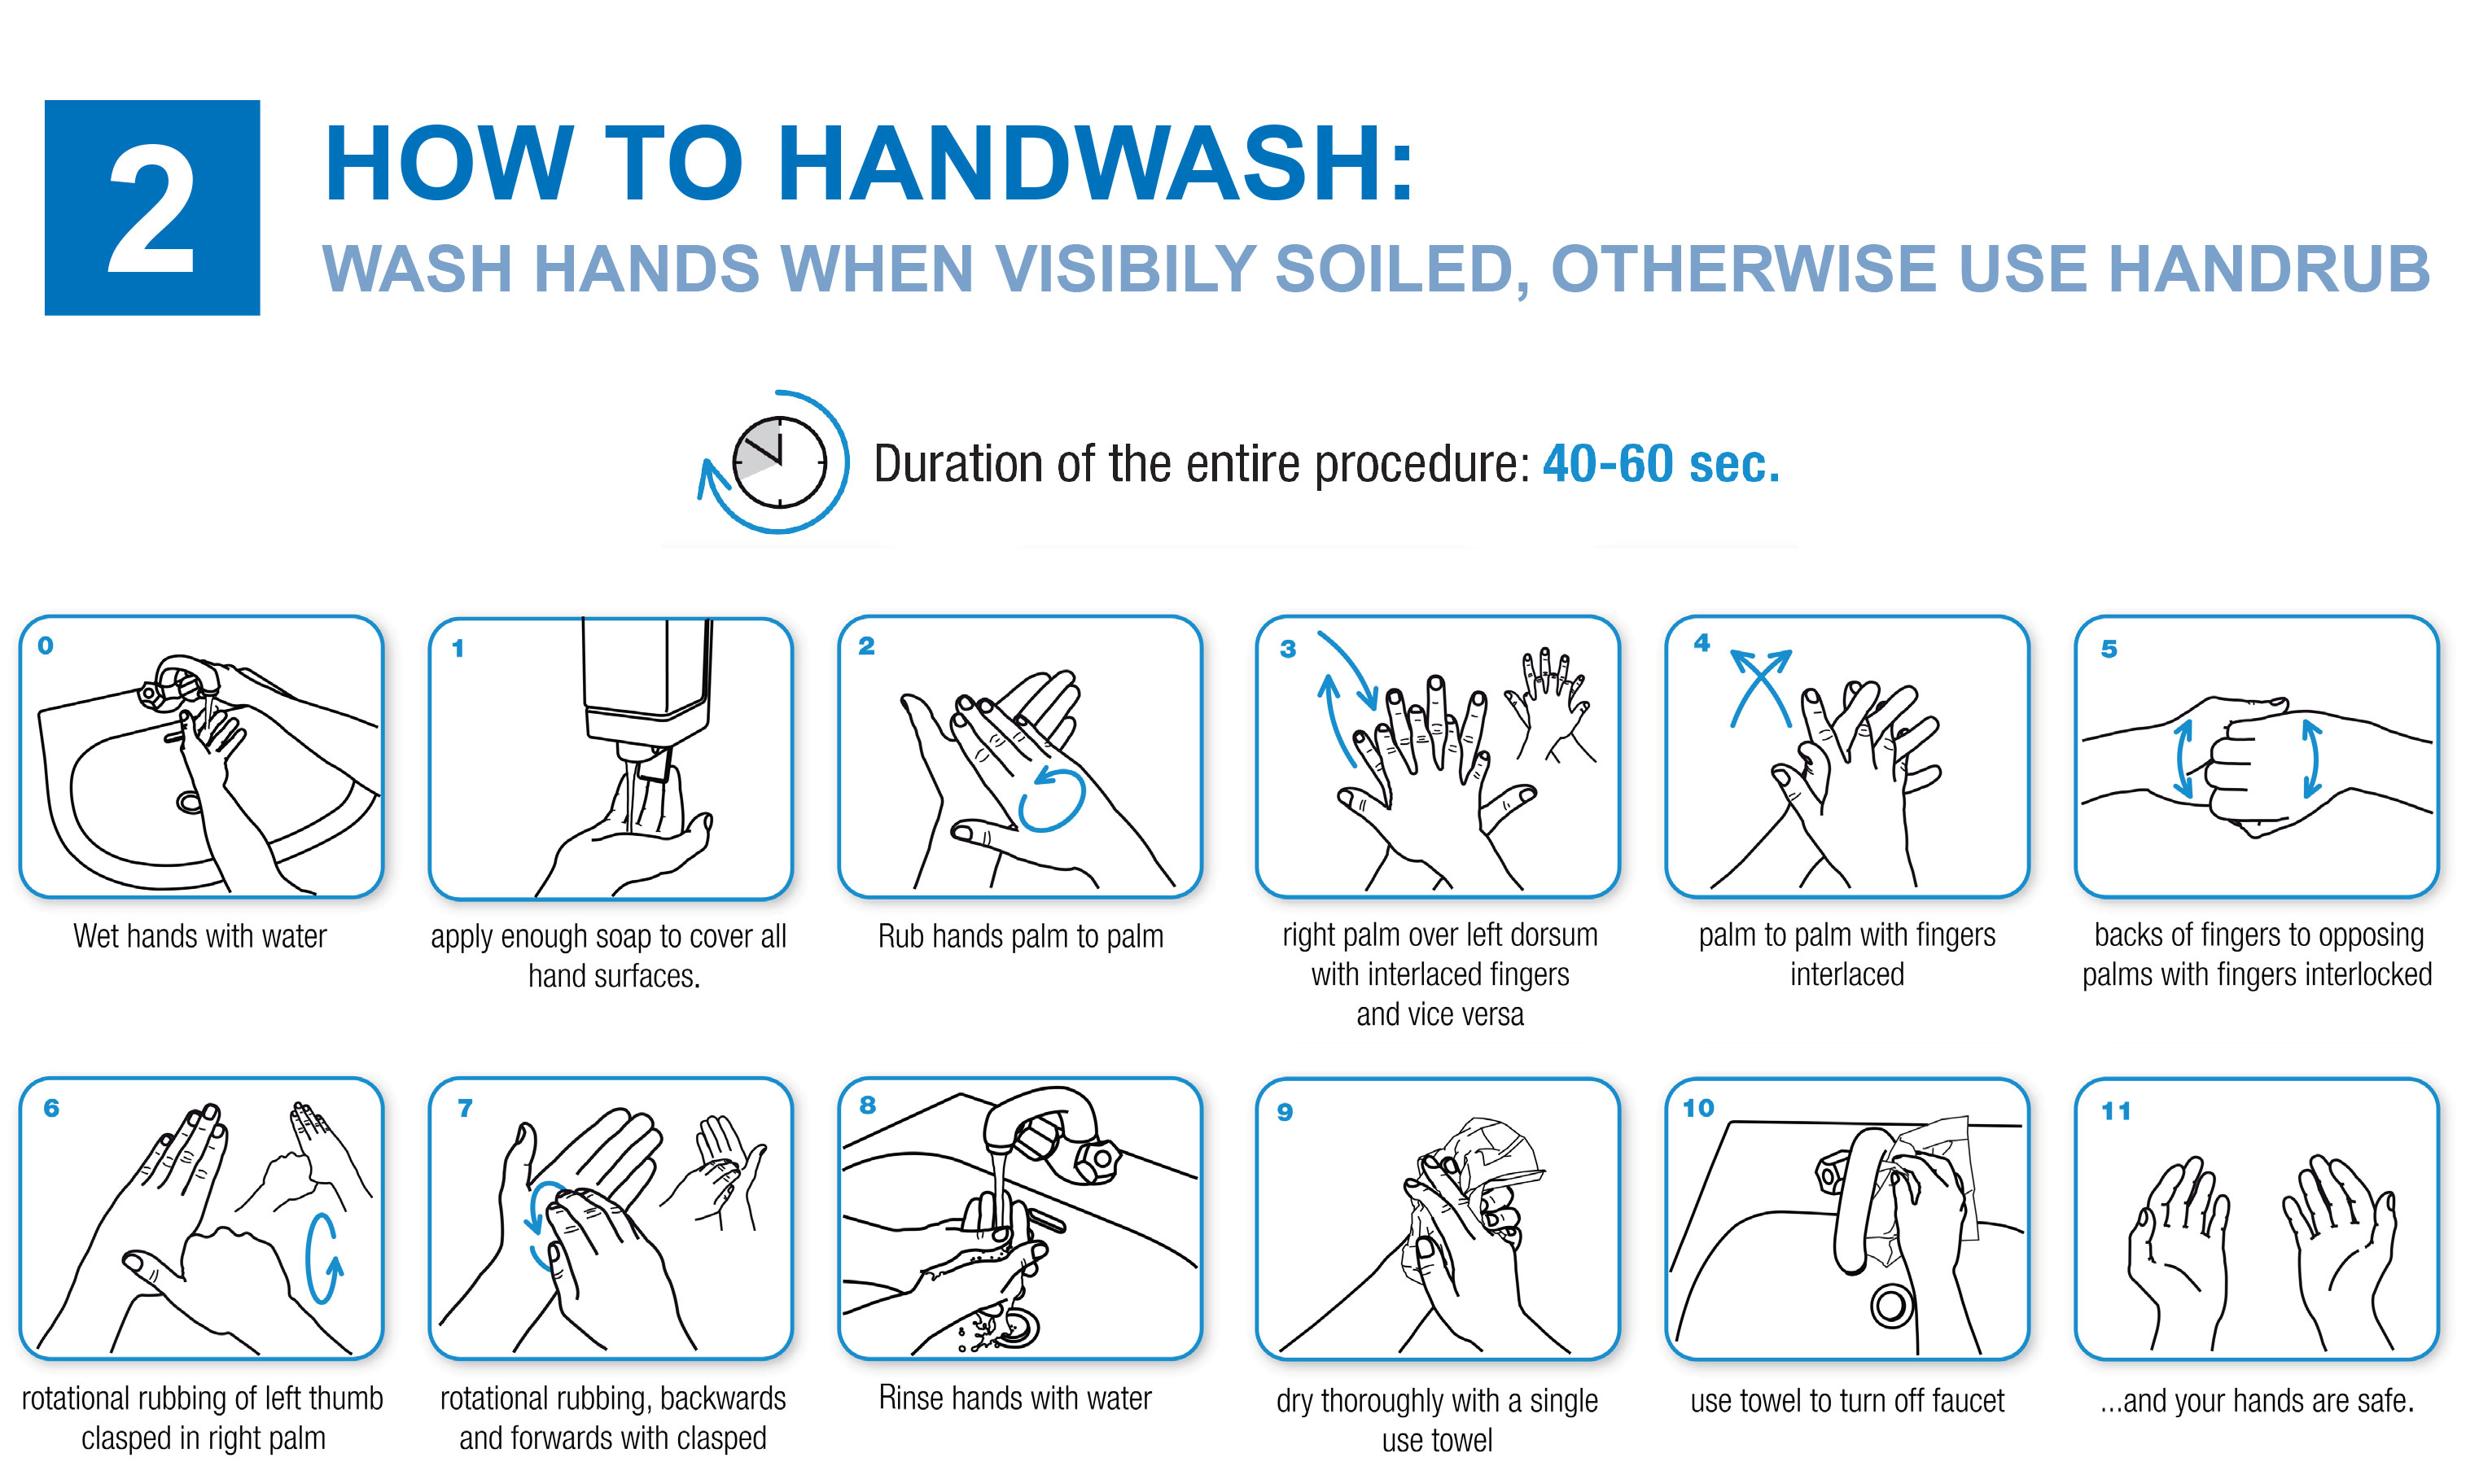 2
HOW TO HANDWASH:
WASH HANDS WHEN VISIBILY SOILED, OTHERWISE USE HANDRUB
Duration of the entire procedure: 40-60 sec.
0
Wet hands with water
1
apply enough soap to cover all
hand surfaces.
2
Rub hands palm to palm
3
right palm over left dorsum
with interlaced fingers
and vice versa
4
palm to palm with fingers
interlaced
5
backs of fingers to opposing
palms with fingers interlocked
6
rotational rubbing of left thumb
clasped in right palm
7
rotational rubbing, backwards
and forwards with clasped
8
Rinse hands with water
9
dry thoroughly with a single
use towel
10
use towel to turn off faucet
11
...and your hands are safe.